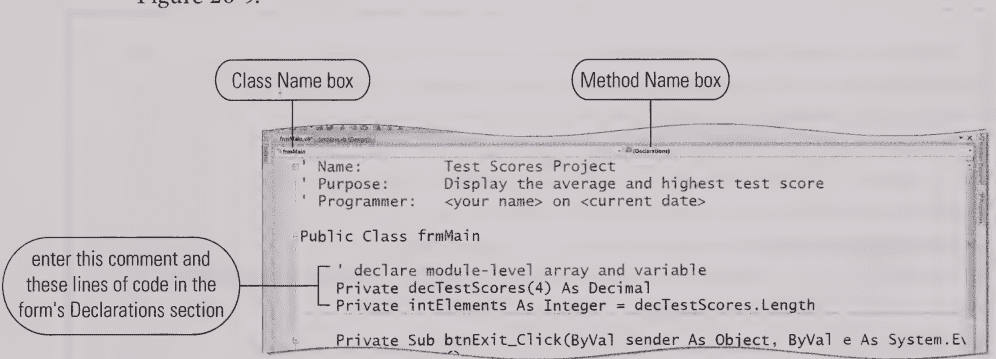 Figure 20-9.
Class Name box
Method Name box
frmMain
(Declarations)
' Name: Test Scores Project
' Purpose: Display the average and highest test score
' Programmer: <your name> on <current date>
Public Class frmMain
enter this comment and
these lines of code in the
form's Declarations section
' declare module-level array and variable
Private decTestScores(4) As Decimal
Private intElements As Integer = decTestScores.Length
Private Sub btnExit_Click(ByVal sender As Object, ByVal e As System.Ev